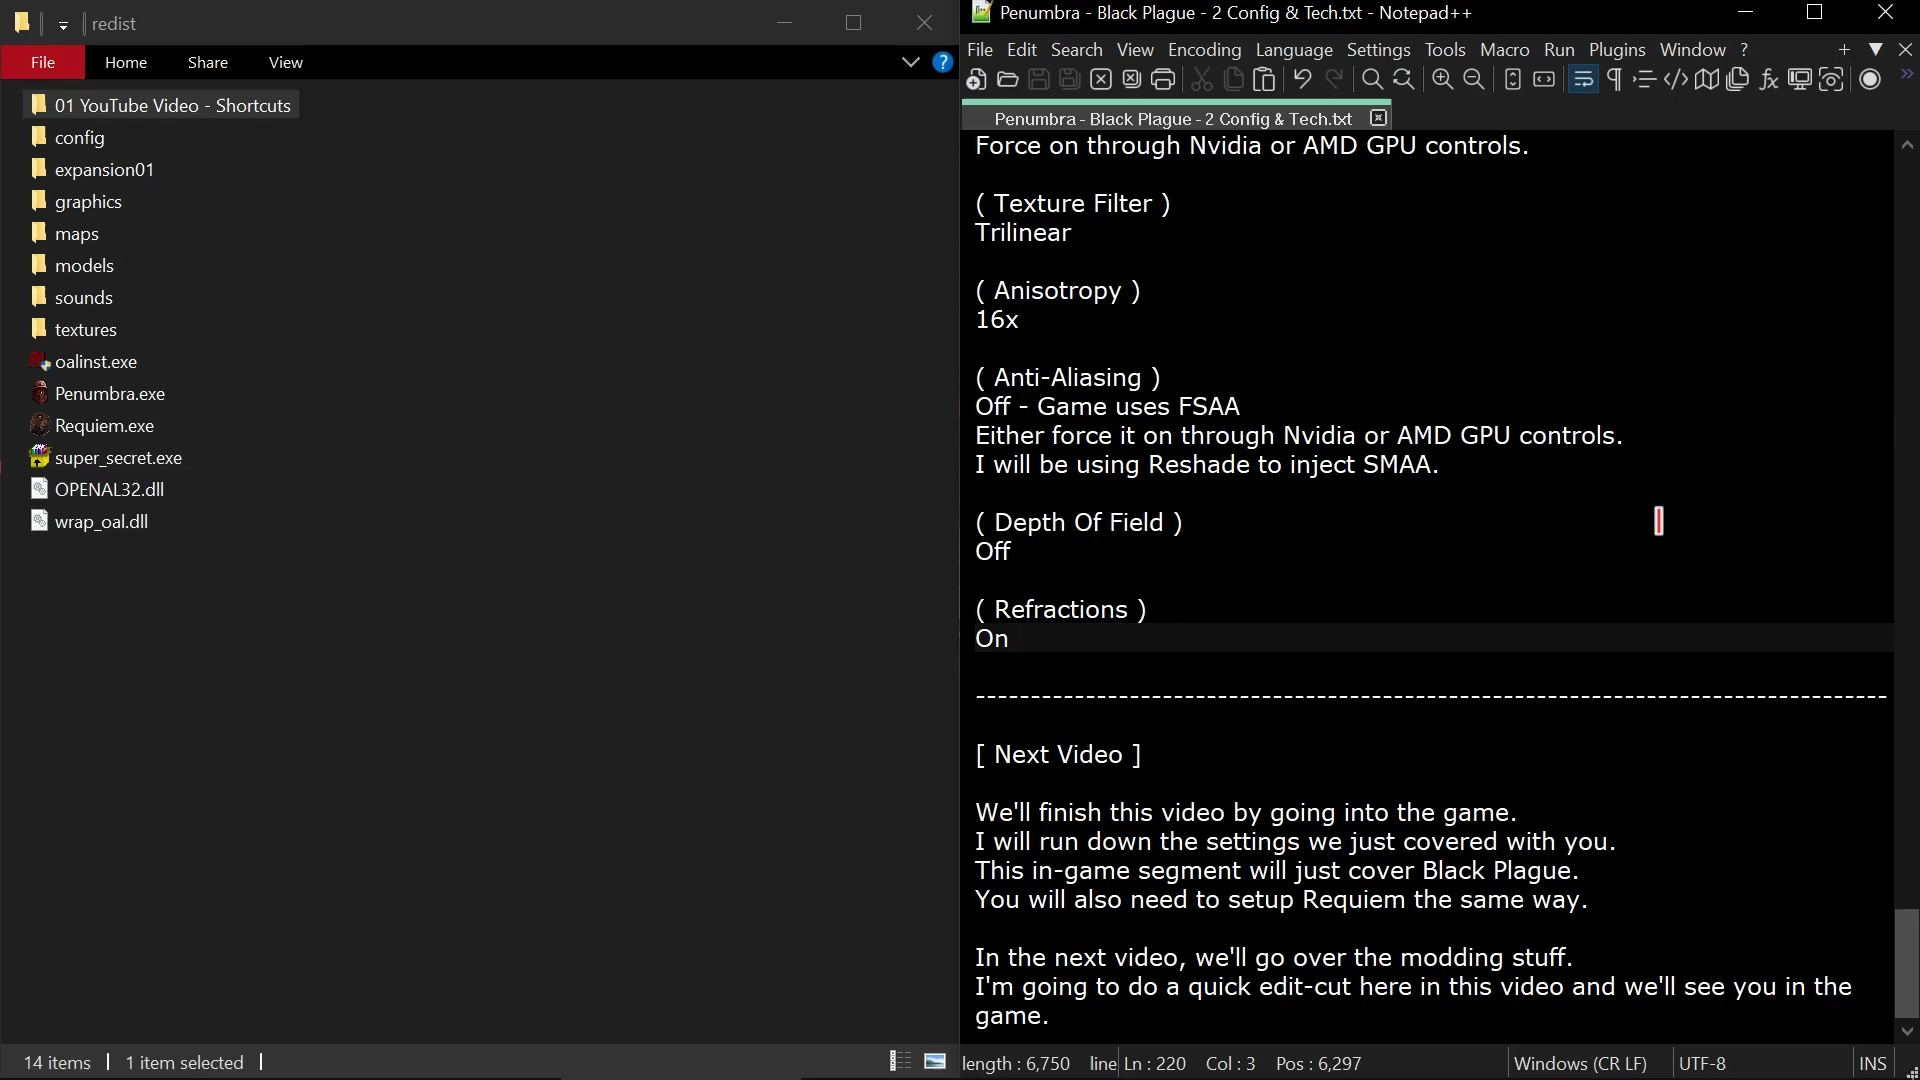 redist
File Home Share View
?
01 YouTube Video - Shortcuts
config
expansion01
graphics
maps
models
sounds
textures
oalinst.exe
Penumbra.exe
Requiem.exe
super_secret.exe
OPENAL32.dll
wrap_oal.dll
14 items 1 item selected
Penumbra - Black Plague - 2 Config & Tech.txt - Notepad++
File Edit Search View Encoding Language Settings Tools Macro Run Plugins Window ?
Penumbra - Black Plague - 2 Config & Tech.txt
Force on through Nvidia or AMD GPU controls.
( Texture Filter )
Trilinear
( Anisotropy )
16x
( Anti-Aliasing )
Off - Game uses FSAA
Either force it on through Nvidia or AMD GPU controls.
I will be using Reshade to inject SMAA.
( Depth Of Field )
Off
( Refractions )
On
--------------------------------------------------------------------------------
[ Next Video ]
We'll finish this video by going into the game.
I will run down the settings we just covered with you.
This in-game segment will just cover Black Plague.
You will also need to setup Requiem the same way.
In the next video, we'll go over the modding stuff.
I'm going to do a quick edit-cut here in this video and we'll see you in the
game.
length : 6,750 line Ln : 220 Col : 3 Pos : 6,297 Windows (CR LF) UTF-8 INS